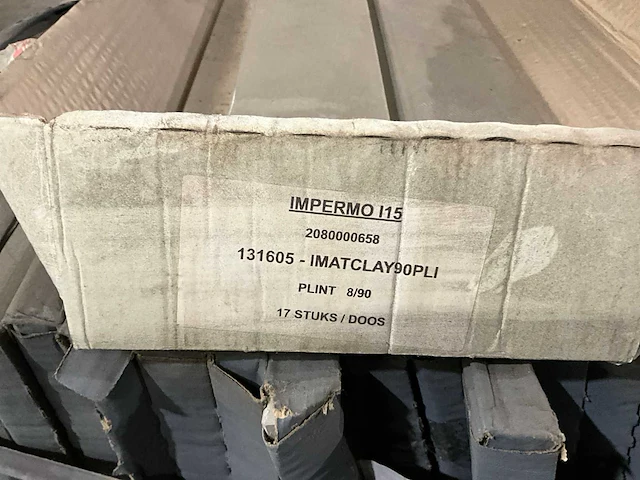 IMPERMO I15
2080000658
131605 - IMATCLAY90PLI
PLINT 8/90
17 STUKS / DOOS